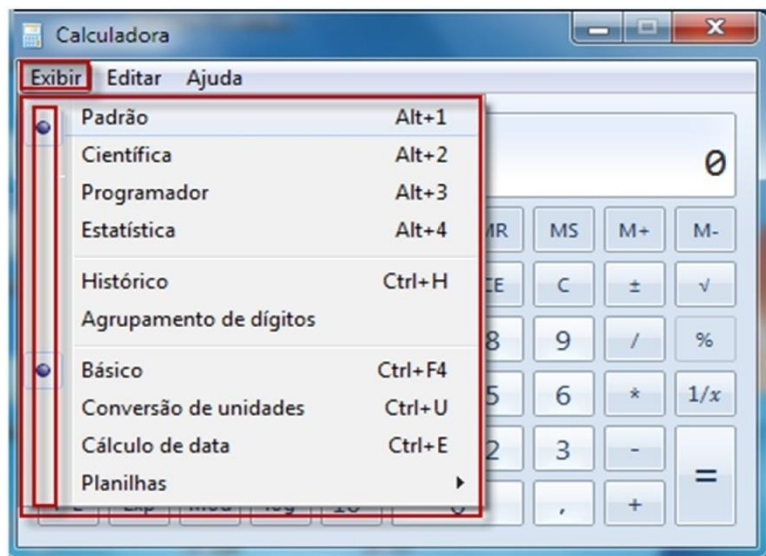 Calculadora
Exibir Editar Ajuda
Padrão Alt+1
Científica Alt+2
Programador Alt+3
Estatística Alt+4
Histórico Ctrl+H
Agrupamento de dígitos
Básico Ctrl+F4
Conversão de unidades Ctrl+U
Cálculo de data Ctrl+E
Planilhas
0
MS M+ M-
C ± √
9 / %
6 * 1/x
3 - =
, +